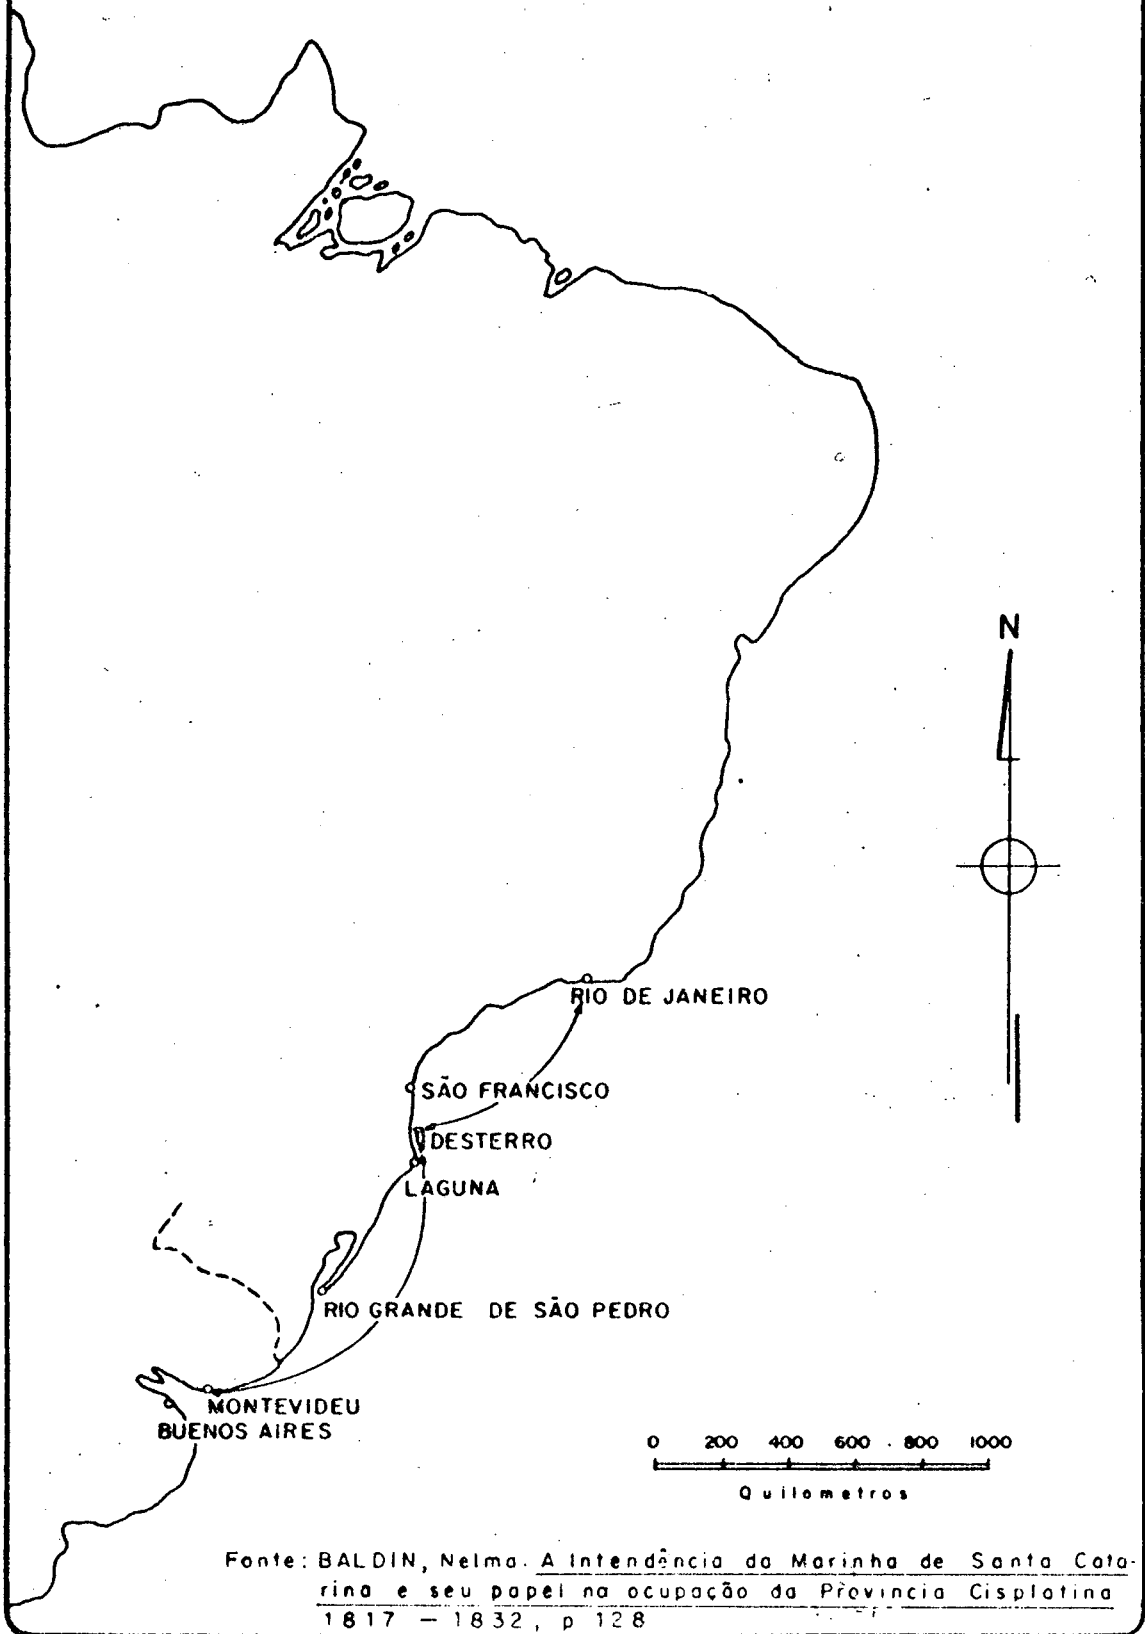 N
RIO DE JANEIRO
SÃO FRANCISCO
DESTERRO
LAGUNA
RIO GRANDE DE SÃO PEDRO
MONTEVIDEU
BUENOS AIRES
0 200 400 600 800 1000
Quilometros
Fonte: BALDIN, Nelma. A Intendência da Marinha de Santa Cata-
rina e seu papel na ocupação da Província Cisplatina
1817 – 1832, p 128